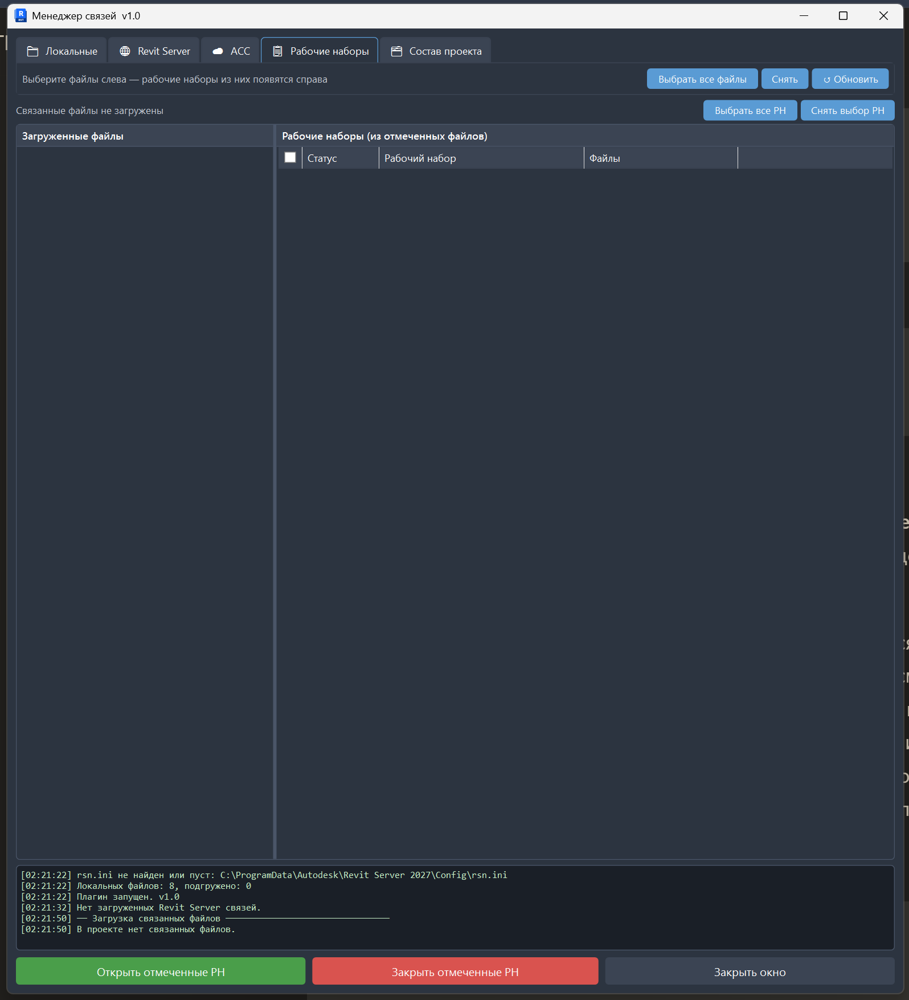 Менеджер связей v1.0
Локальные
Revit Server
ACC
Рабочие наборы
Состав проекта
Выберите файлы слева — рабочие наборы из них появятся справа
Выбрать все файлы
Снять
↺ Обновить
Связанные файлы не загружены
Выбрать все РН
Снять выбор РН
Загруженные файлы
Рабочие наборы (из отмеченных файлов)
Статус
Рабочий набор
Файлы
[02:21:22] rsn.ini не найден или пуст: C:\ProgramData\Autodesk\Revit Server 2027\Config\rsn.ini
[02:21:22] Локальных файлов: 8, подгружено: 0
[02:21:22] Плагин запущен. v1.0
[02:21:32] Нет загруженных Revit Server связей.
[02:21:50] —— Загрузка связанных файлов ————————————————
[02:21:50] В проекте нет связанных файлов.
Открыть отмеченные РН
Закрыть отмеченные РН
Закрыть окно